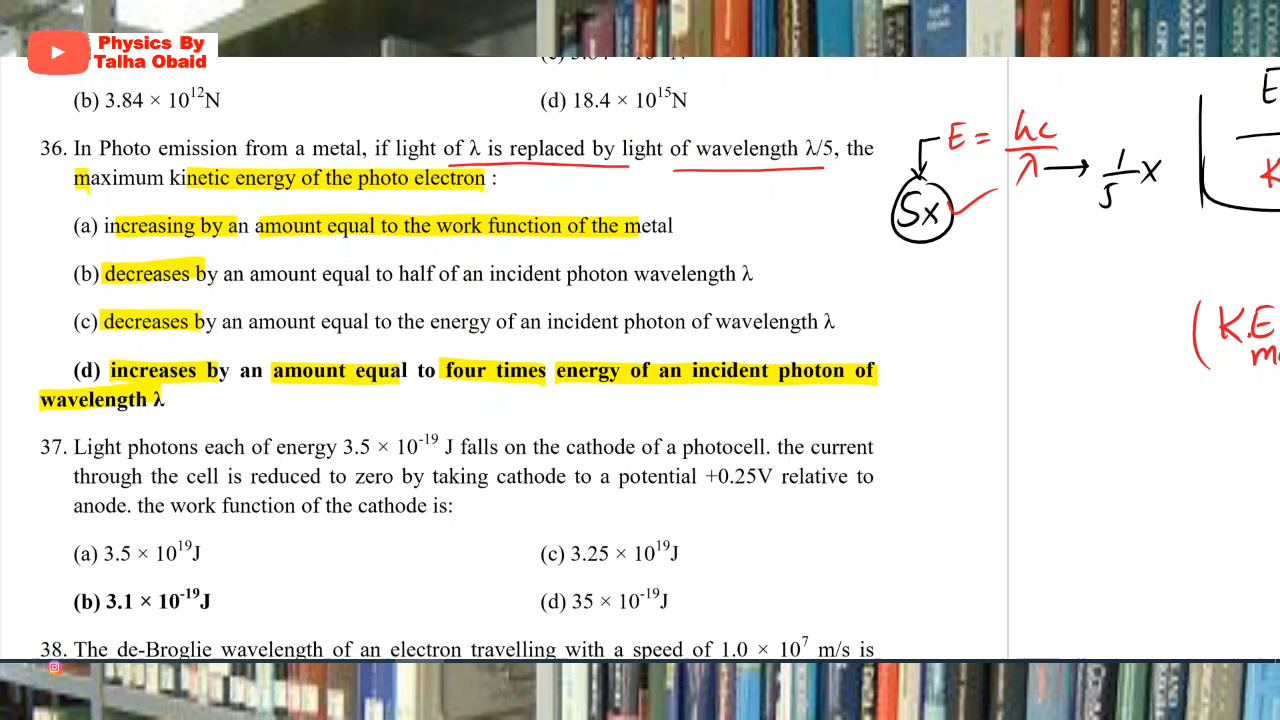 Physics By
Talha Obaid
(b) 3.84 × 10¹²N
(d) 18.4 × 10¹⁵N
36. In Photo emission from a metal, if light of λ is replaced by light of wavelength λ/5, the
maximum kinetic energy of the photo electron :
(a) increasing by an amount equal to the work function of the metal
(b) decreases by an amount equal to half of an incident photon wavelength λ
(c) decreases by an amount equal to the energy of an incident photon of wavelength λ
(d) increases by an amount equal to four times energy of an incident photon of
wavelength λ
37. Light photons each of energy 3.5 × 10⁻¹⁹ J falls on the cathode of a photocell. the current
through the cell is reduced to zero by taking cathode to a potential +0.25V relative to
anode. the work function of the cathode is:
(a) 3.5 × 10¹⁹J
(c) 3.25 × 10¹⁹J
(b) 3.1 × 10⁻¹⁹J
(d) 35 × 10⁻¹⁹J
38. The de-Broglie wavelength of an electron travelling with a speed of 1.0 × 10⁷ m/s is
E = hc/λ → 1/5 x
5x
E
K
(K.E